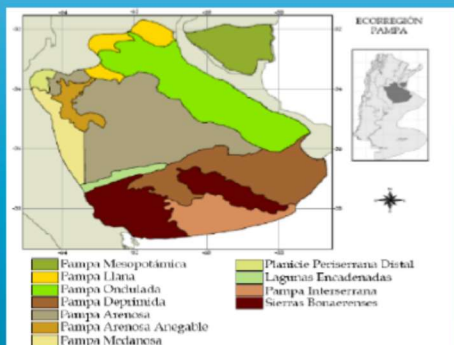 ECORREGIÓN
PAMPA
Pampa Mesopotámica
Pampa Llana
Pampa Ondulada
Pampa Deprimida
Pampa Arenosa
Pampa Arenosa Anegable
Pampa Medanosa
Planicie Periserrana Distal
Lagunas Encadenadas
Pampa Interserrana
Sierras Bonaerenses